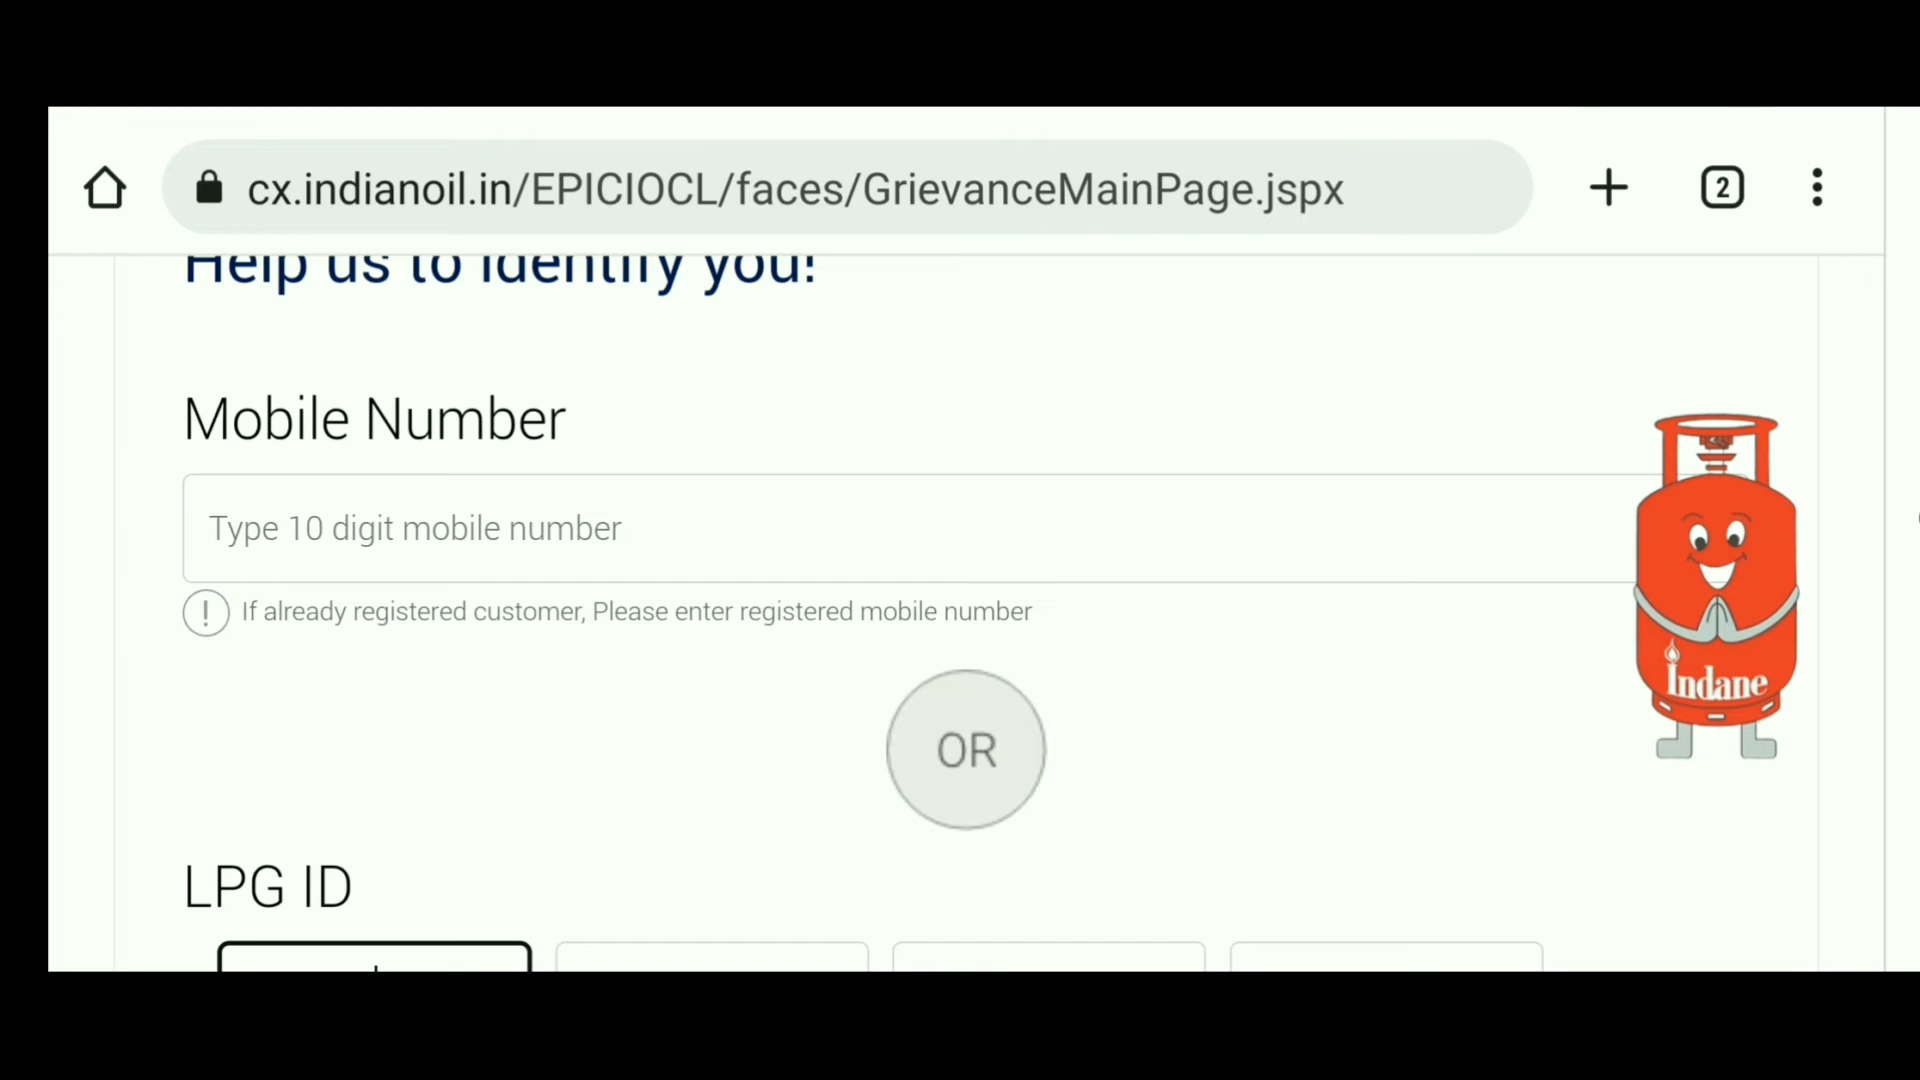 cx.indianoil.in/EPICIOCL/faces/GrievanceMainPage.jspx
2
Help us to identify you!
Mobile Number
Type 10 digit mobile number
! If already registered customer, Please enter registered mobile number
OR
Indane
LPG ID